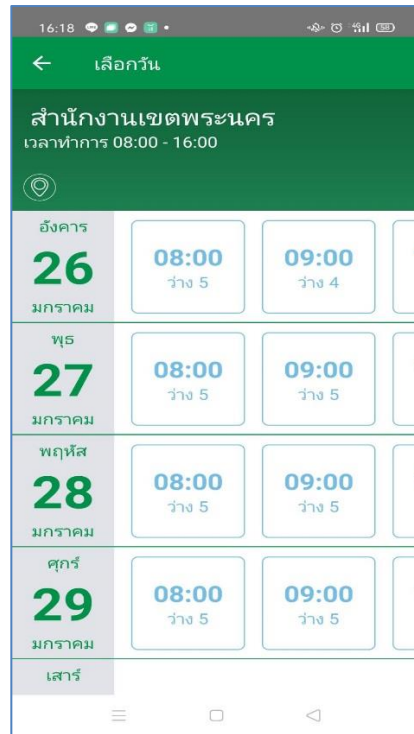 16:18
58
เลือกวัน
สำนักงานเขตพระนคร
เวลาทำการ 08:00 - 16:00
อังคาร
26
มกราคม
08:00
ว่าง 5
09:00
ว่าง 4
พุธ
27
มกราคม
08:00
ว่าง 5
09:00
ว่าง 5
พฤหัส
28
มกราคม
08:00
ว่าง 5
09:00
ว่าง 5
ศุกร์
29
มกราคม
08:00
ว่าง 5
09:00
ว่าง 5
เสาร์